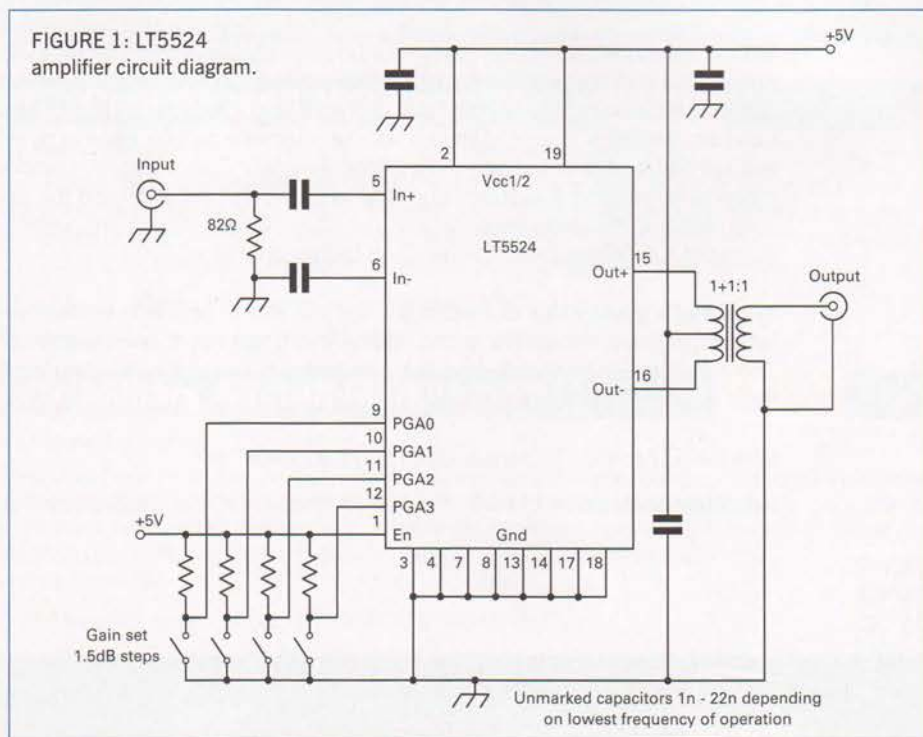 FIGURE 1: LT5524
amplifier circuit diagram.
+5V
2
19
Input
5
In+
Vcc1/2
82Ω
LT5524
6
In-
15
Out+
1+1:1
Output
16
Out-
9
PGA0
10
PGA1
11
PGA2
12
PGA3
+5V
1
En
Gnd
3
4
7
8
13
14
17
18
Gain set
1.5dB steps
Unmarked capacitors 1n - 22n depending
on lowest frequency of operation